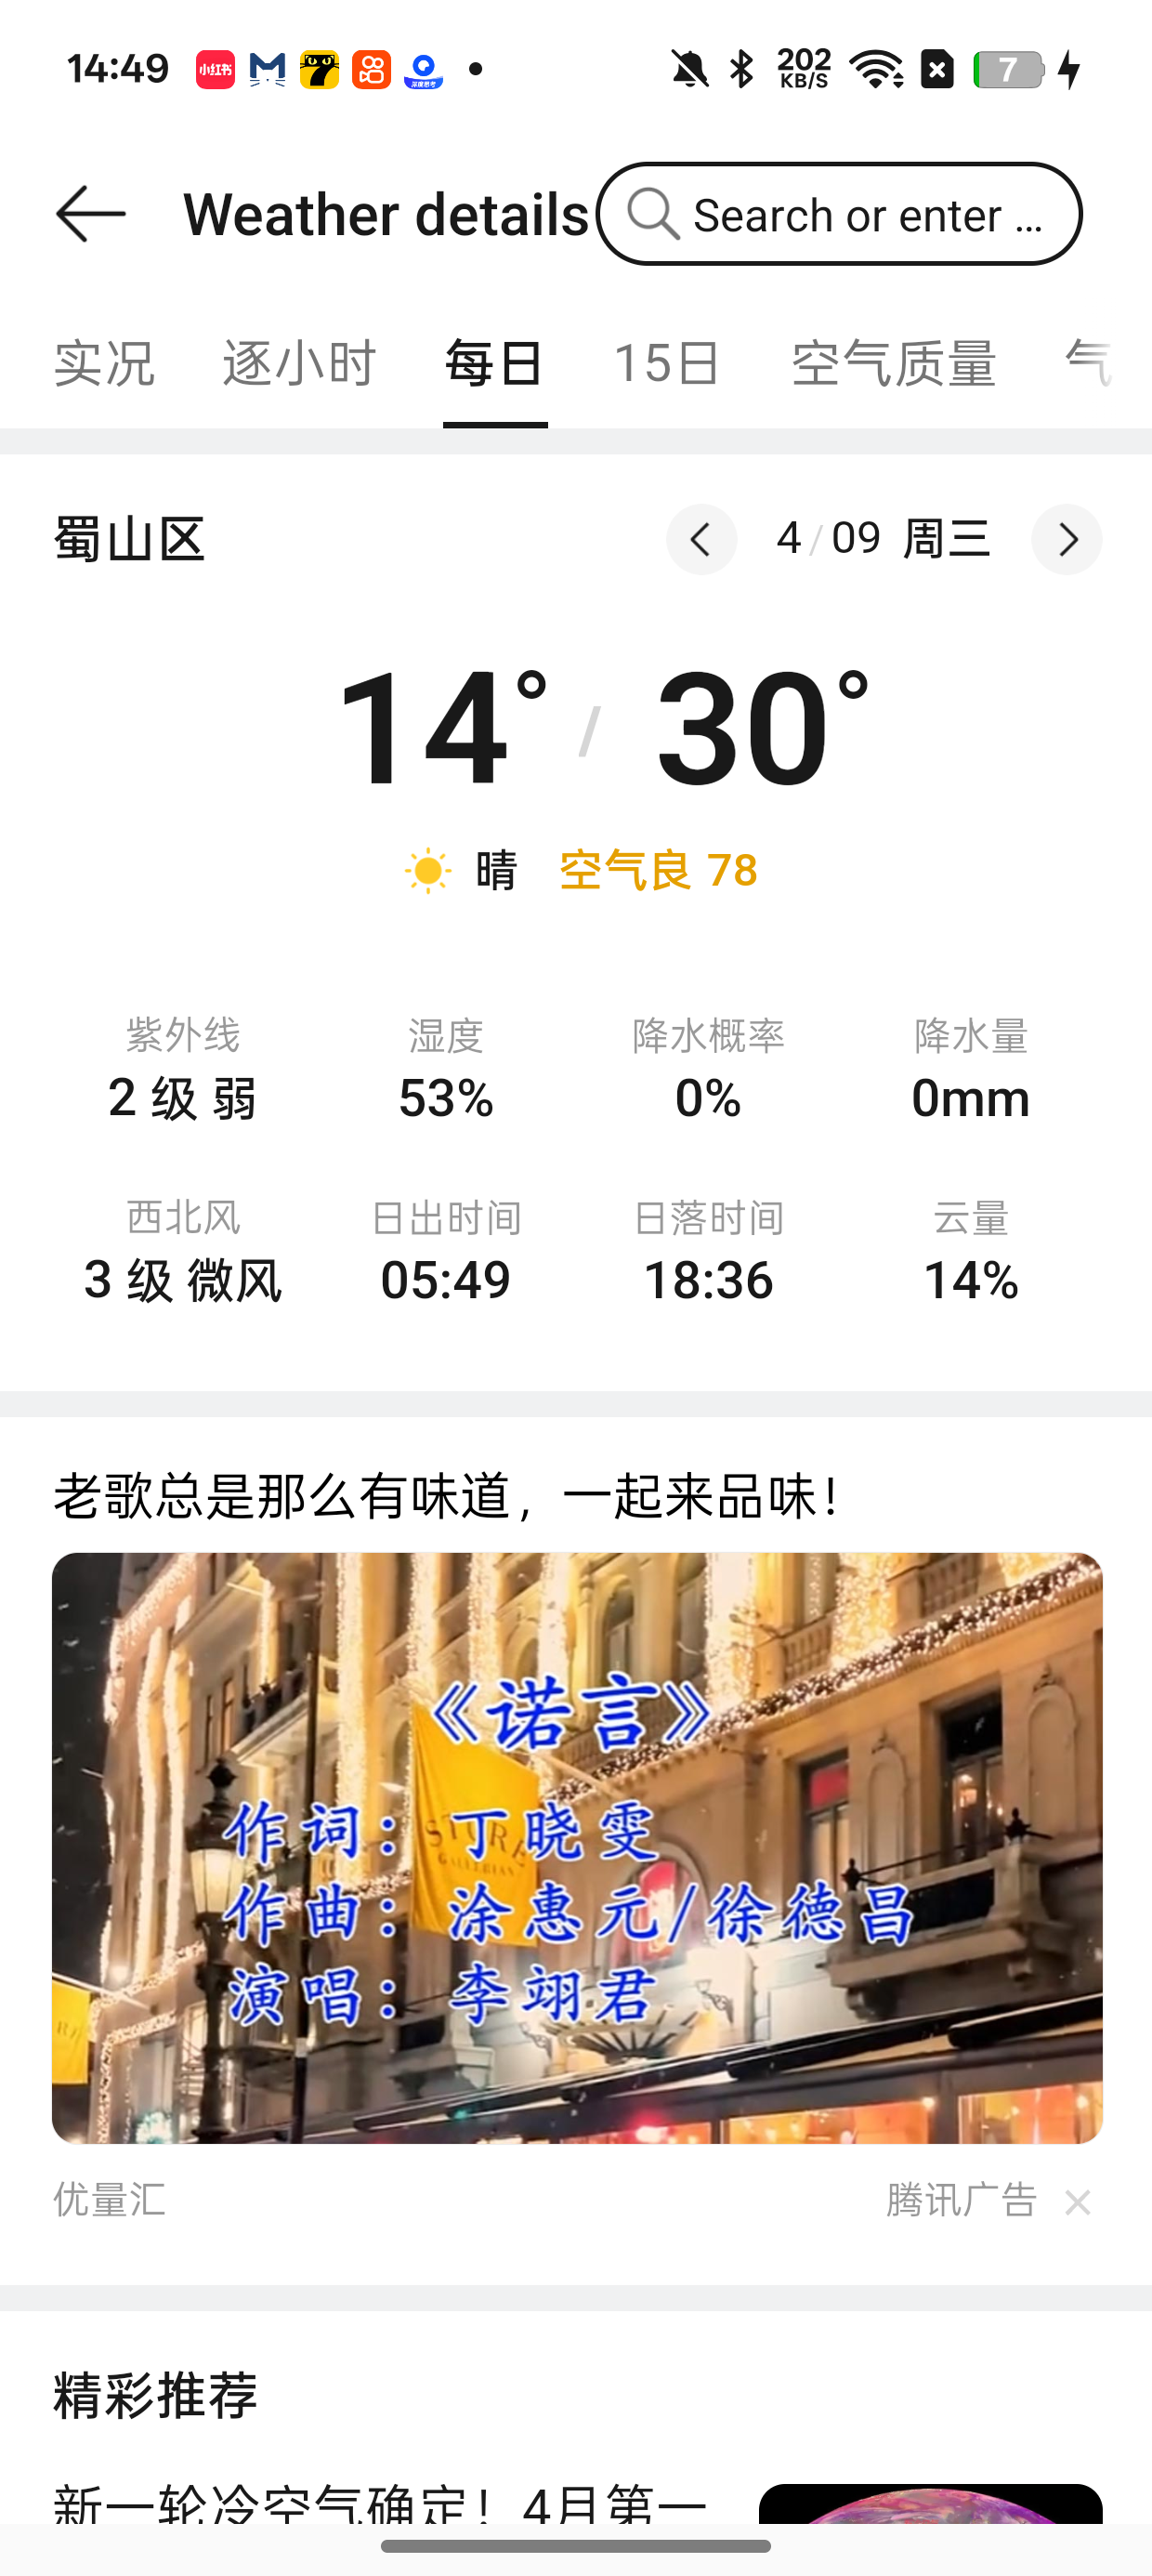 14:49 小红书 深度思考 202 KB/S 7
Weather details Search or enter ...
实况 逐小时 每日 15日 空气质量 气
蜀山区 4/09 周三
14° / 30°
晴 空气良 78
紫外线 湿度 降水概率 降水量
2 级 弱 53% 0% 0mm
西北风 日出时间 日落时间 云量
3 级 微风 05:49 18:36 14%
老歌总是那么有味道，一起来品味！
《诺言》
作词：丁晓雯
作曲：涂惠元/徐德昌
演唱：李翊君
优量汇 腾讯广告
精彩推荐
新一轮冷空气确定！4月第一